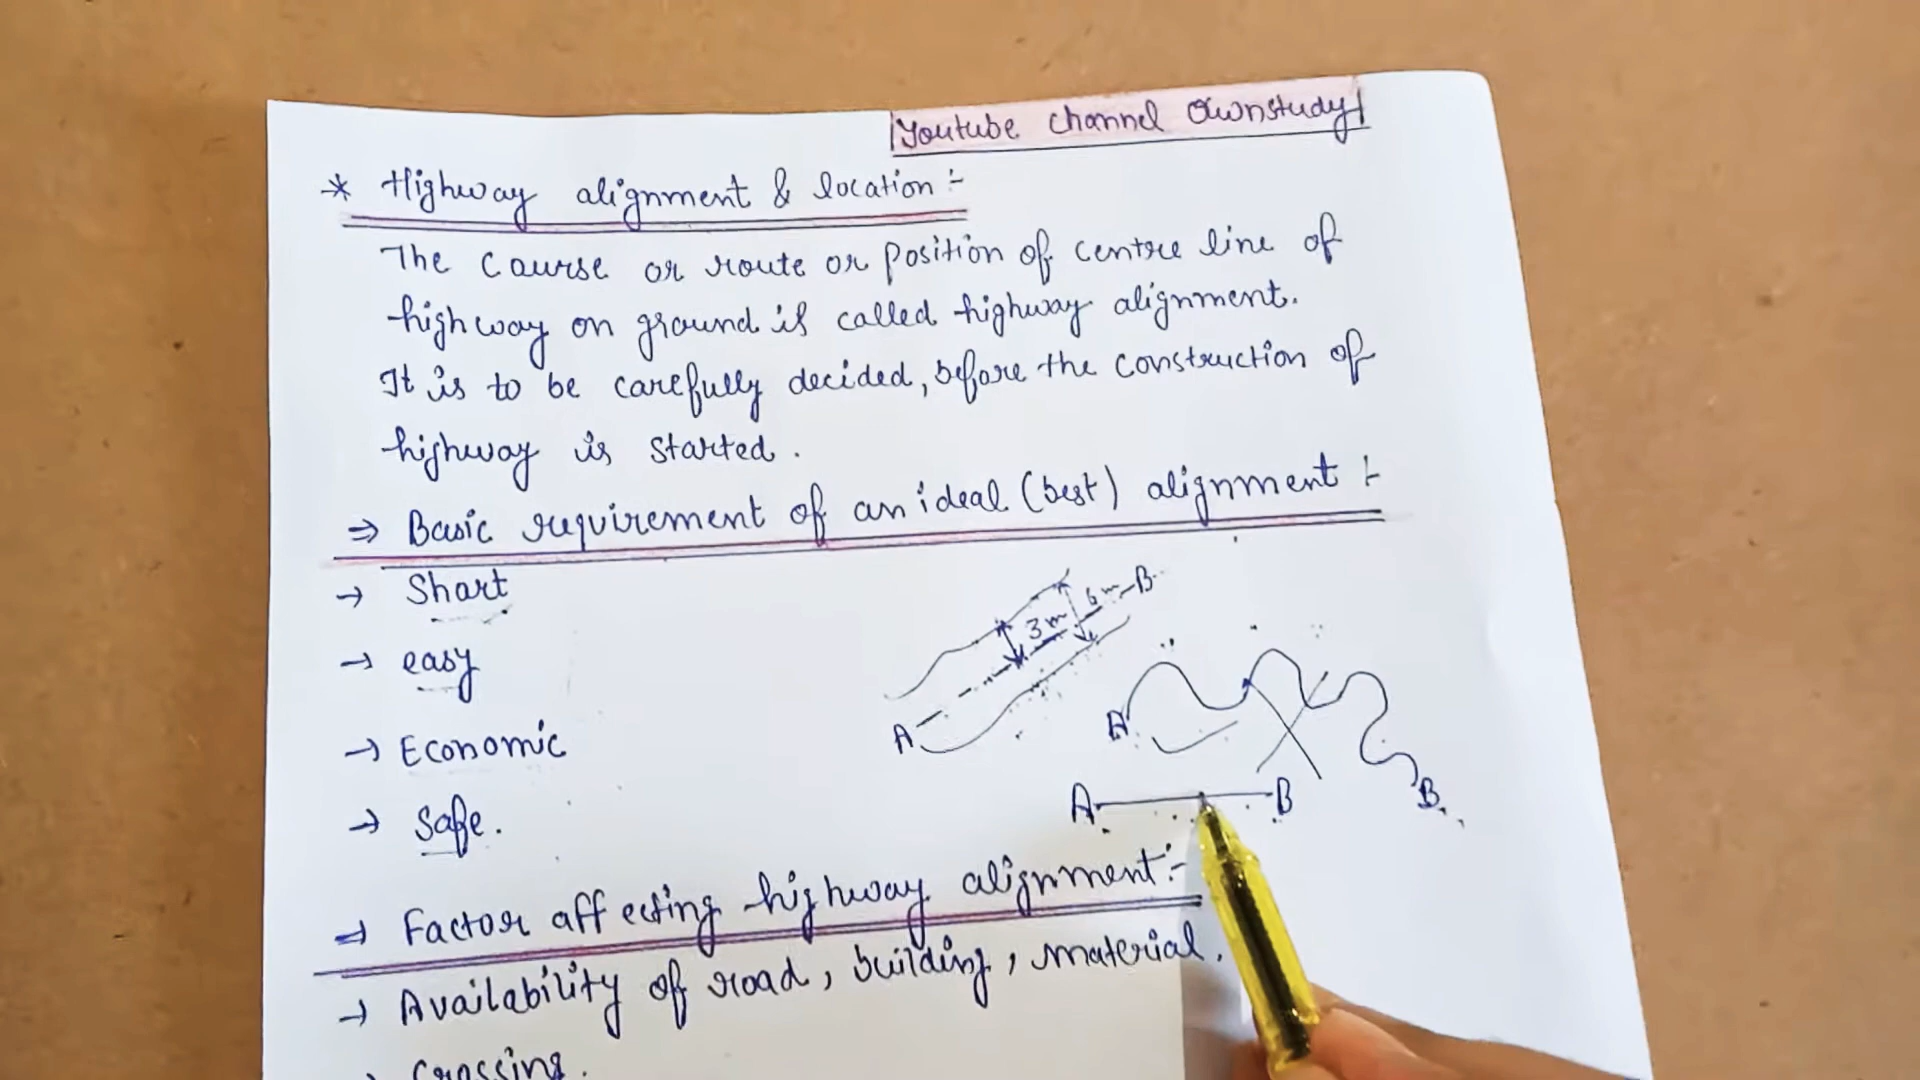 Youtube channel Ownstudy
* Highway alignment & location :-
The course or route or position of centre line of
highway on ground is called highway alignment.
It is to be carefully decided, before the construction of
highway is started.
⇒ Basic requirement of an ideal (best) alignment :-
→ Short
→ easy
→ Economic
→ Safe.
A 3m 6m B
A B
A B
⇒ Factor affecting highway alignment :-
→ Availability of road, building, material.
→ Crossing.